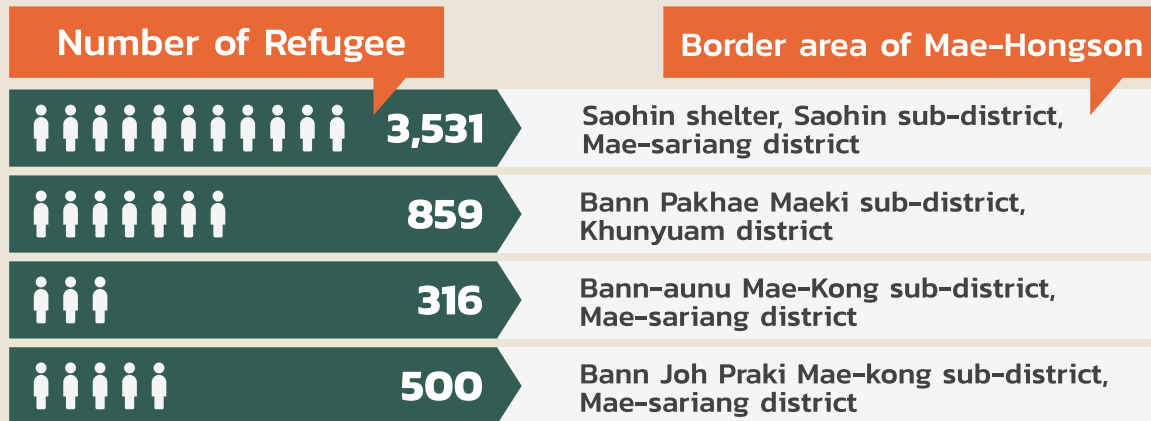 Number of Refugee
Border area of Mae-Hongson
3,531
Saohin shelter, Saohin sub-district,
Mae-sariang district
859
Bann Pakhae Maeki sub-district,
Khunyuam district
316
Bann-aunu Mae-Kong sub-district,
Mae-sariang district
500
Bann Joh Praki Mae-kong sub-district,
Mae-sariang district